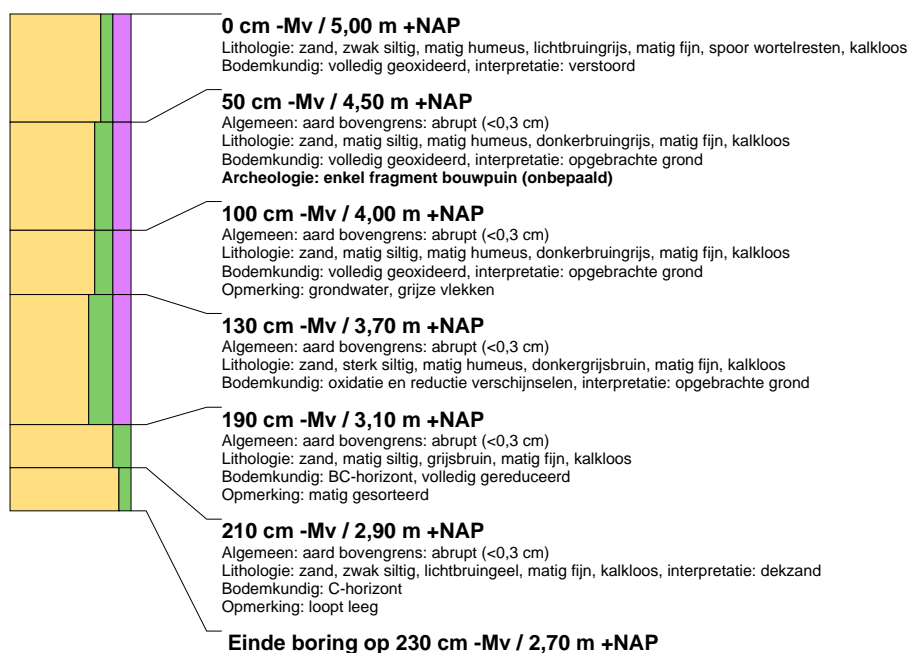 0 cm -Mv / 5,00 m +NAP
Lithologie: zand, zwak siltig, matig humeus, lichtbruingrijs, matig fijn, spoor wortelresten, kalkloos
Bodemkundig: volledig geoxideerd, interpretatie: verstoord
50 cm -Mv / 4,50 m +NAP
Algemeen: aard bovengrens: abrupt (<0,3 cm)
Lithologie: zand, matig siltig, matig humeus, donkerbruingrijs, matig fijn, kalkloos
Bodemkundig: volledig geoxideerd, interpretatie: opgebrachte grond
Archeologie: enkel fragment bouwpuin (onbepaald)
100 cm -Mv / 4,00 m +NAP
Algemeen: aard bovengrens: abrupt (<0,3 cm)
Lithologie: zand, matig siltig, matig humeus, donkerbruingrijs, matig fijn, kalkloos
Bodemkundig: volledig geoxideerd, interpretatie: opgebrachte grond
Opmerking: grondwater, grijze vlekken
130 cm -Mv / 3,70 m +NAP
Algemeen: aard bovengrens: abrupt (<0,3 cm)
Lithologie: zand, sterk siltig, matig humeus, donkergrijsbruin, matig fijn, kalkloos
Bodemkundig: oxidatie en reductie verschijnselen, interpretatie: opgebrachte grond
190 cm -Mv / 3,10 m +NAP
Algemeen: aard bovengrens: abrupt (<0,3 cm)
Lithologie: zand, matig siltig, grijsbruin, matig fijn, kalkloos
Bodemkundig: BC-horizont, volledig gereduceerd
Opmerking: matig gesorteerd
210 cm -Mv / 2,90 m +NAP
Algemeen: aard bovengrens: abrupt (<0,3 cm)
Lithologie: zand, zwak siltig, lichtbruingeel, matig fijn, kalkloos, interpretatie: dekzand
Bodemkundig: C-horizont
Opmerking: loopt leeg
Einde boring op 230 cm -Mv / 2,70 m +NAP